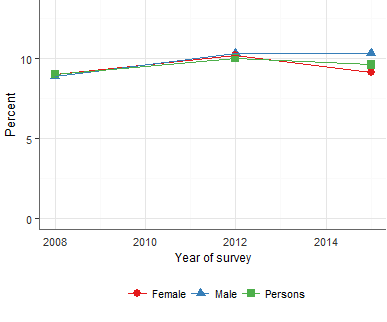 10
5
0
Percent
2008 2010 2012 2014
Year of survey
Female Male Persons